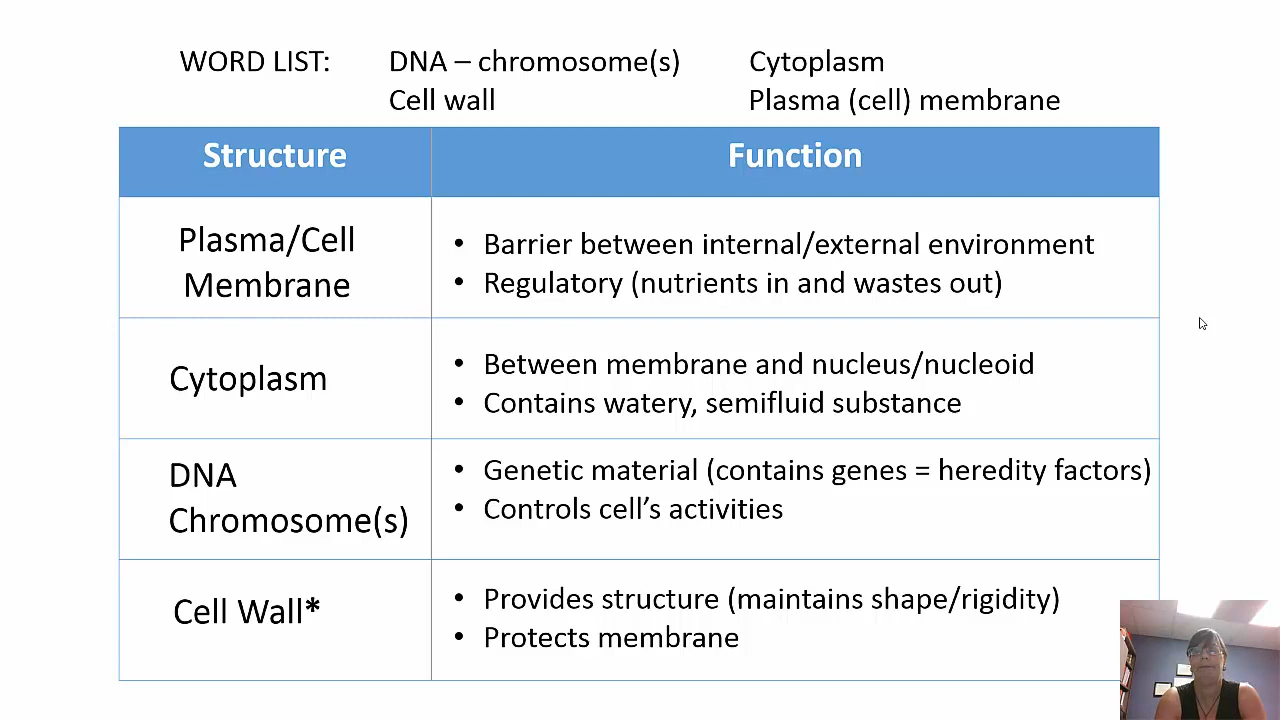 WORD LIST: DNA – chromosome(s) Cytoplasm
Cell wall Plasma (cell) membrane
Structure Function
Plasma/Cell
Membrane
• Barrier between internal/external environment
• Regulatory (nutrients in and wastes out)
Cytoplasm
• Between membrane and nucleus/nucleoid
• Contains watery, semifluid substance
DNA
Chromosome(s)
• Genetic material (contains genes = heredity factors)
• Controls cell’s activities
Cell Wall*
• Provides structure (maintains shape/rigidity)
• Protects membrane